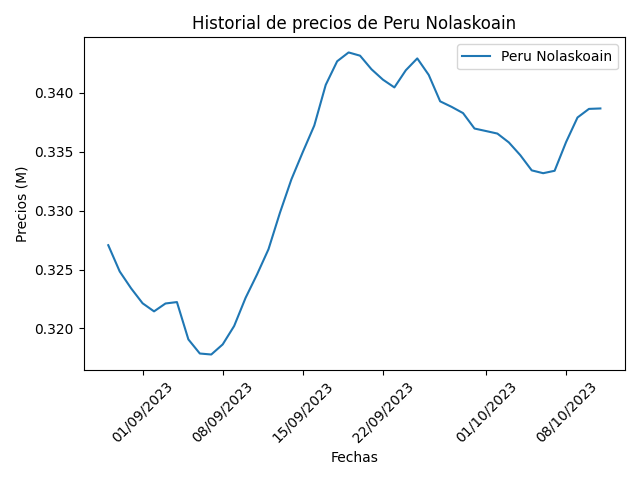 Historial de precios de Peru Nolaskoain
Peru Nolaskoain
0.340
0.335
0.330
0.325
0.320
Precios (M)
01/09/2023
08/09/2023
15/09/2023
22/09/2023
01/10/2023
08/10/2023
Fechas